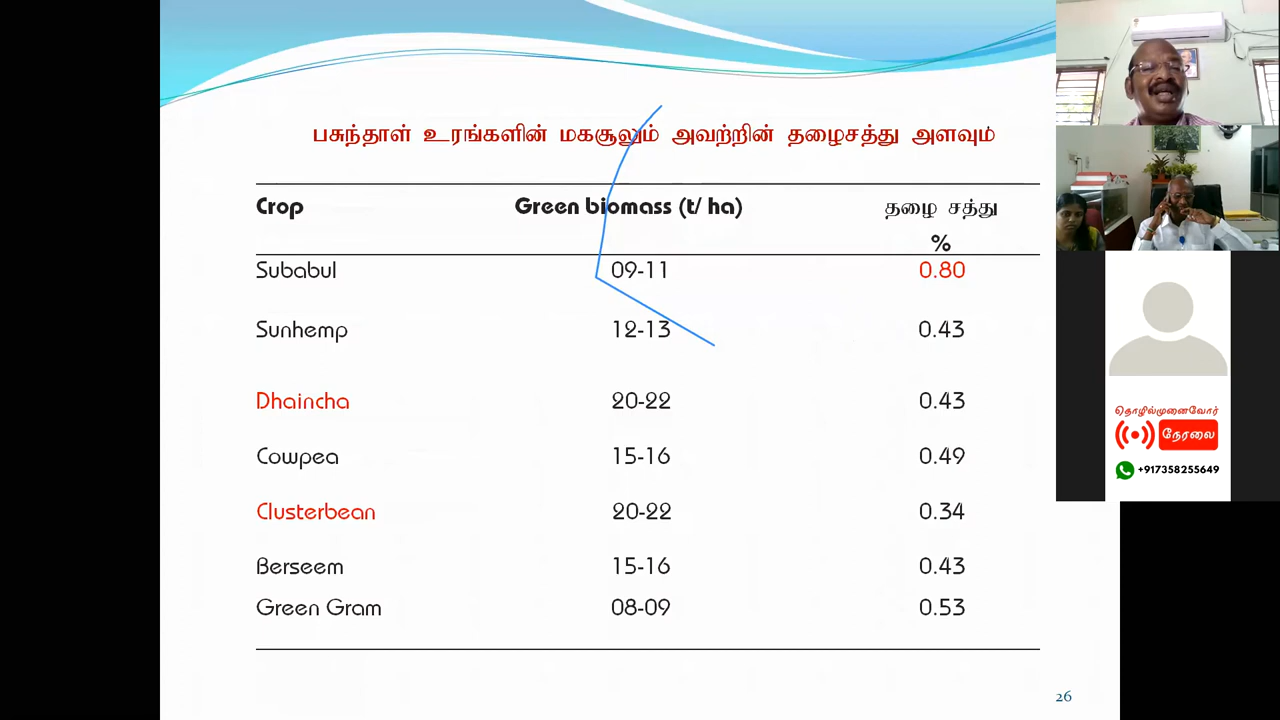 பசுந்தாள் உரங்களின் மகசூலும் அவற்றின் தழைசத்து அளவும்
Crop Green biomass (t/ ha) தழை சத்து
%
Subabul 09-11 0.80
Sunhemp 12-13 0.43
Dhaincha 20-22 0.43
Cowpea 15-16 0.49
Clusterbean 20-22 0.34
Berseem 15-16 0.43
Green Gram 08-09 0.53
26
தொழில்முனைவோர்
நேரலை
+917358255649